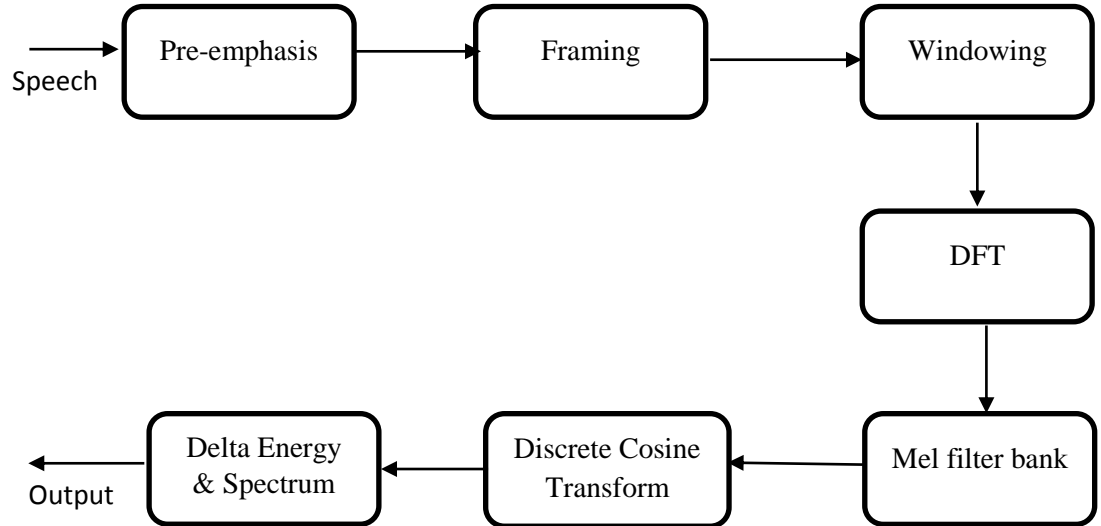 Pre-emphasis
Framing
Windowing
Speech
DFT
Delta Energy
& Spectrum
Discrete Cosine
Transform
Mel filter bank
Output